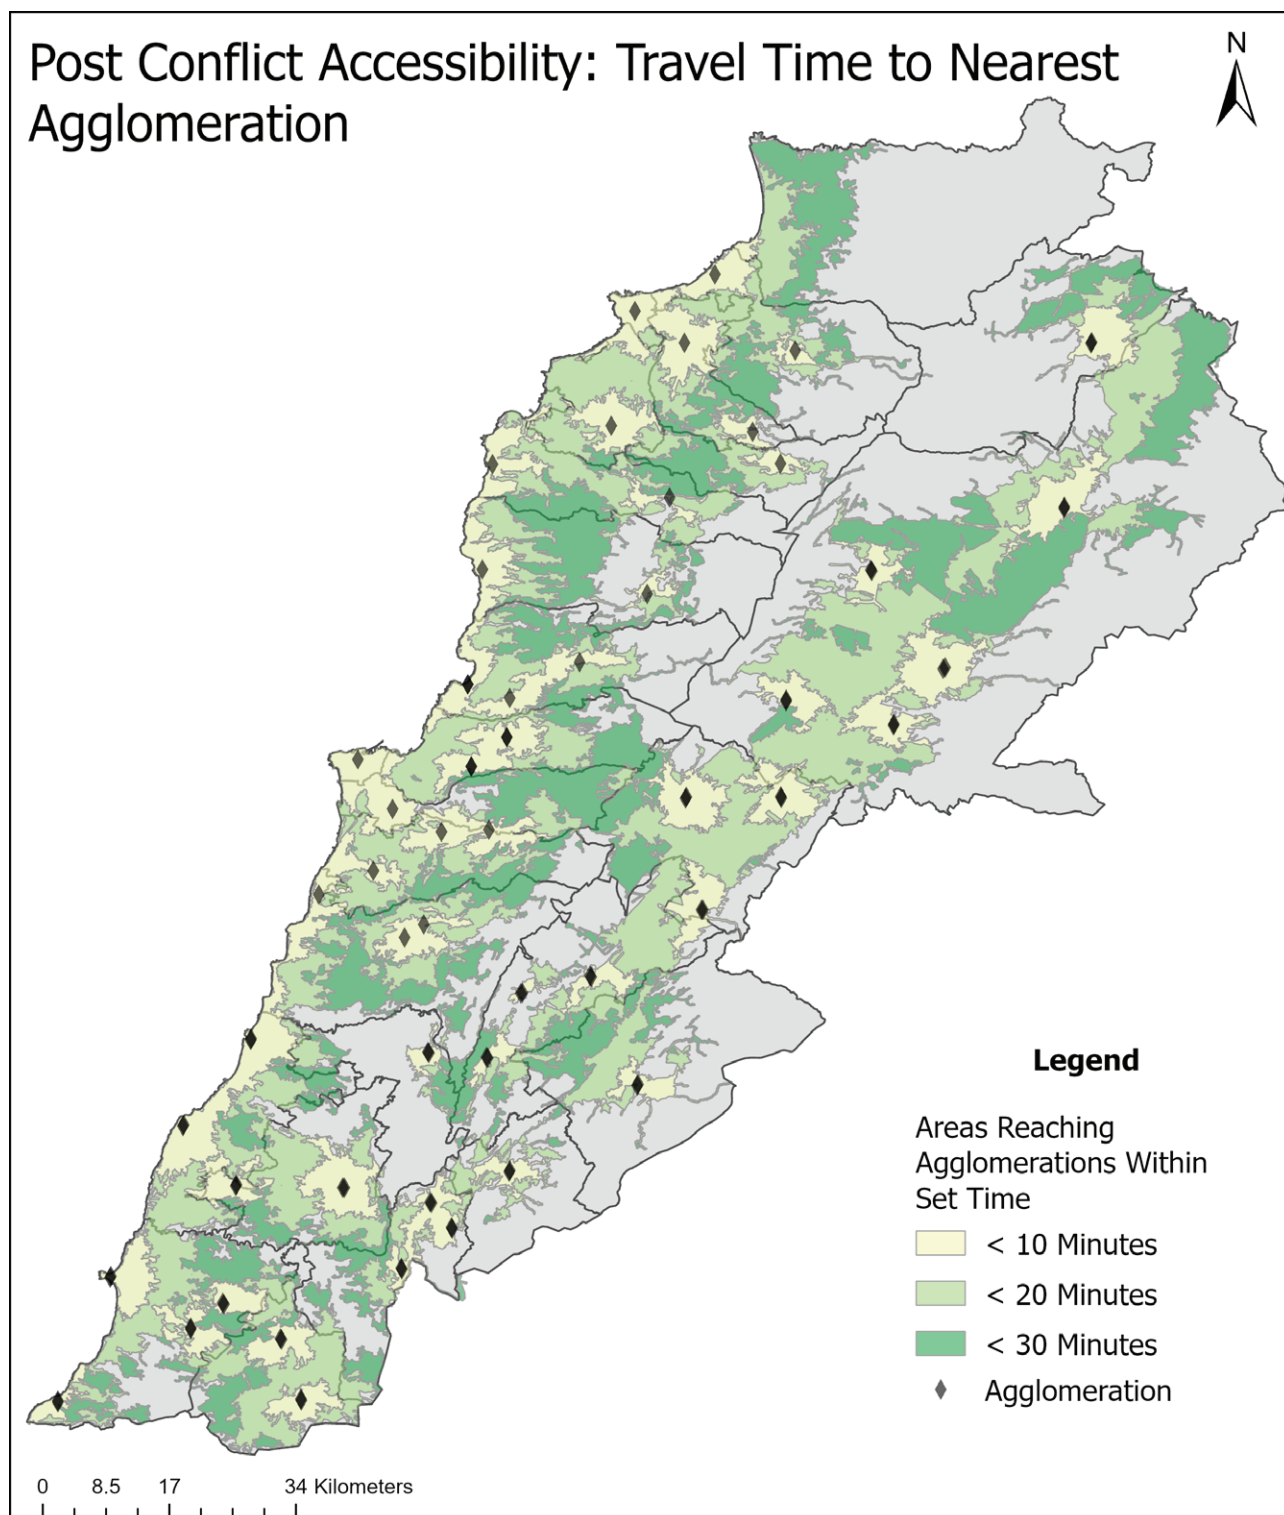 Post Conflict Accessibility: Travel Time to Nearest
Agglomeration
N
Legend
Areas Reaching
Agglomerations Within
Set Time
< 10 Minutes
< 20 Minutes
< 30 Minutes
Agglomeration
0 8.5 17 34 Kilometers